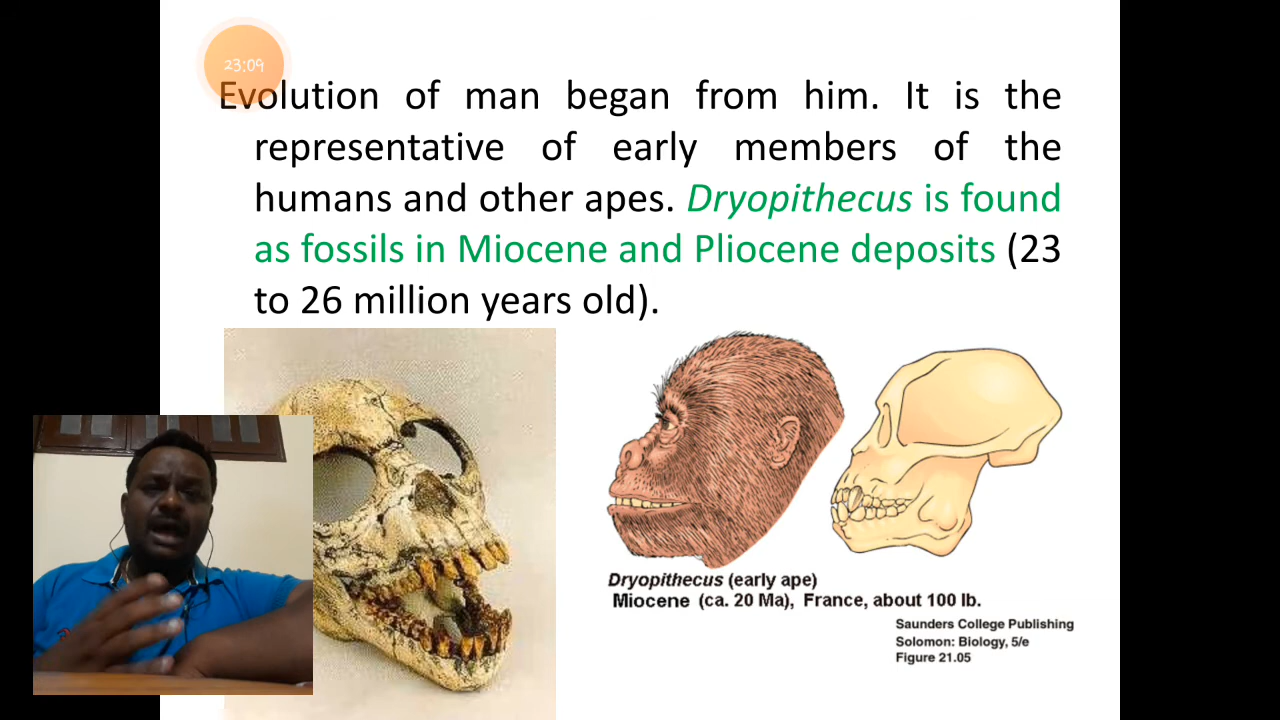 23:09
Evolution of man began from him. It is the
representative of early members of the
humans and other apes. Dryopithecus is found
as fossils in Miocene and Pliocene deposits (23
to 26 million years old).
Dryopithecus (early ape)
Miocene (ca. 20 Ma), France, about 100 lb.
Saunders College Publishing
Solomon: Biology, 5/e
Figure 21.05